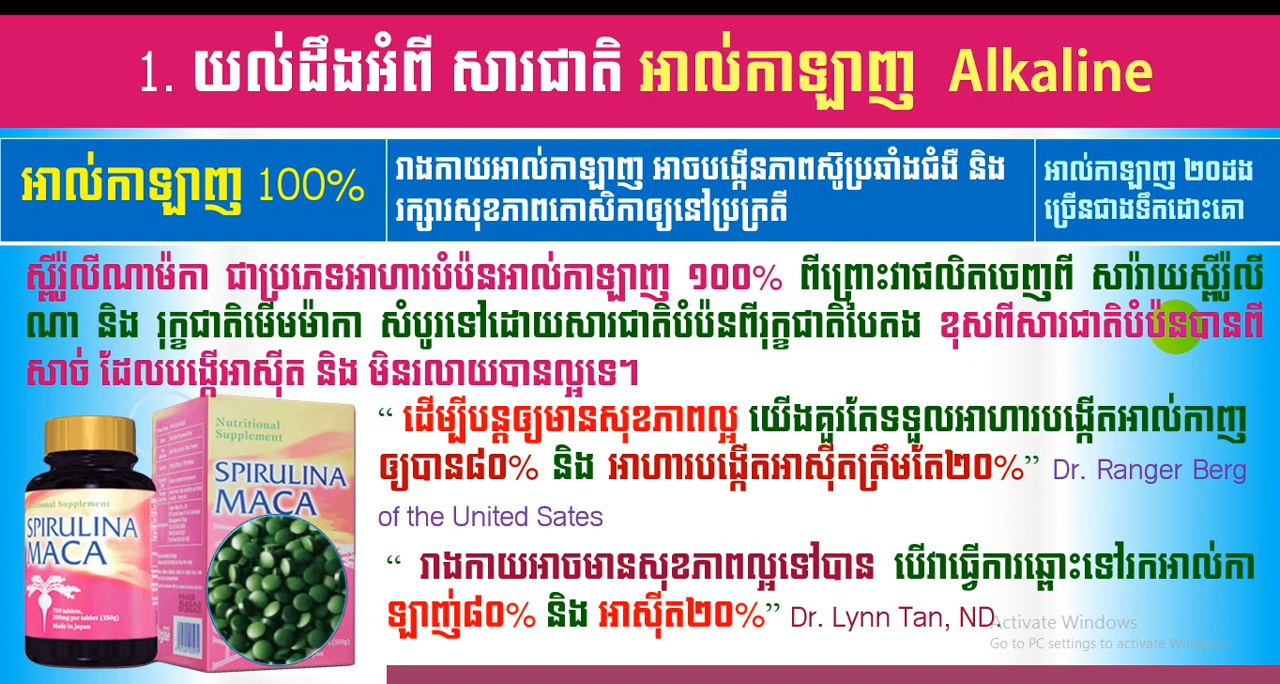 1. យល់ដឹងអំពី សារជាតិ អាល់កាឡាញ Alkaline
អាល់កាឡាញ 100%
រាងកាយអាល់កាឡាញ អាចបង្កើនភាពស៊ូប្រឆាំងជំងឺ និង
រក្សារសុខភាពកោសិកាឲ្យនៅប្រក្រតី
អាល់កាឡាញ ២០ដង
ច្រើនជាងទឹកដោះគោ
ស្ពីរ៉ូលីណាម៉កា ជាប្រភេទអាហារបំប៉នអាល់កាឡាញ ១០០% ពីព្រោះវាផលិតចេញពី សារ៉ាយស្ពីរ៉ូលី
ណា និង រុក្ខជាតិមើមម៉ាកា សំបូរទៅដោយសារជាតិបំប៉នពីរុក្ខជាតិបៃតង ខុសពីសារជាតិបំប៉នបានពី
សាច់ ដែលបង្កើអាស៊ីត និង មិនរលាយបានល្អទេ។
“ ដើម្បីបន្តឲ្យមានសុខភាពល្អ យើងគួរតែទទួលអាហារបង្កើតអាល់កាញ
ឲ្យបាន៨០% និង អាហារបង្កើតអាស៊ីតត្រឹមតែ២០%” Dr. Ranger Berg
of the United Sates
“ រាងកាយអាចមានសុខភាពល្អទៅបាន បើវាធ្វើការឆ្ពោះទៅរកអាល់កា
ឡាញ់៨០% និង អាស៊ីត២០%” Dr. Lynn Tan, ND.
Nutritional
Supplement
SPIRULINA
MACA
Nutritional Supplement
SPIRULINA
MACA
750 tablets,
200mg per tablet (150g)
Made in Japan
Activate Windows
Go to PC settings to activate Windows.